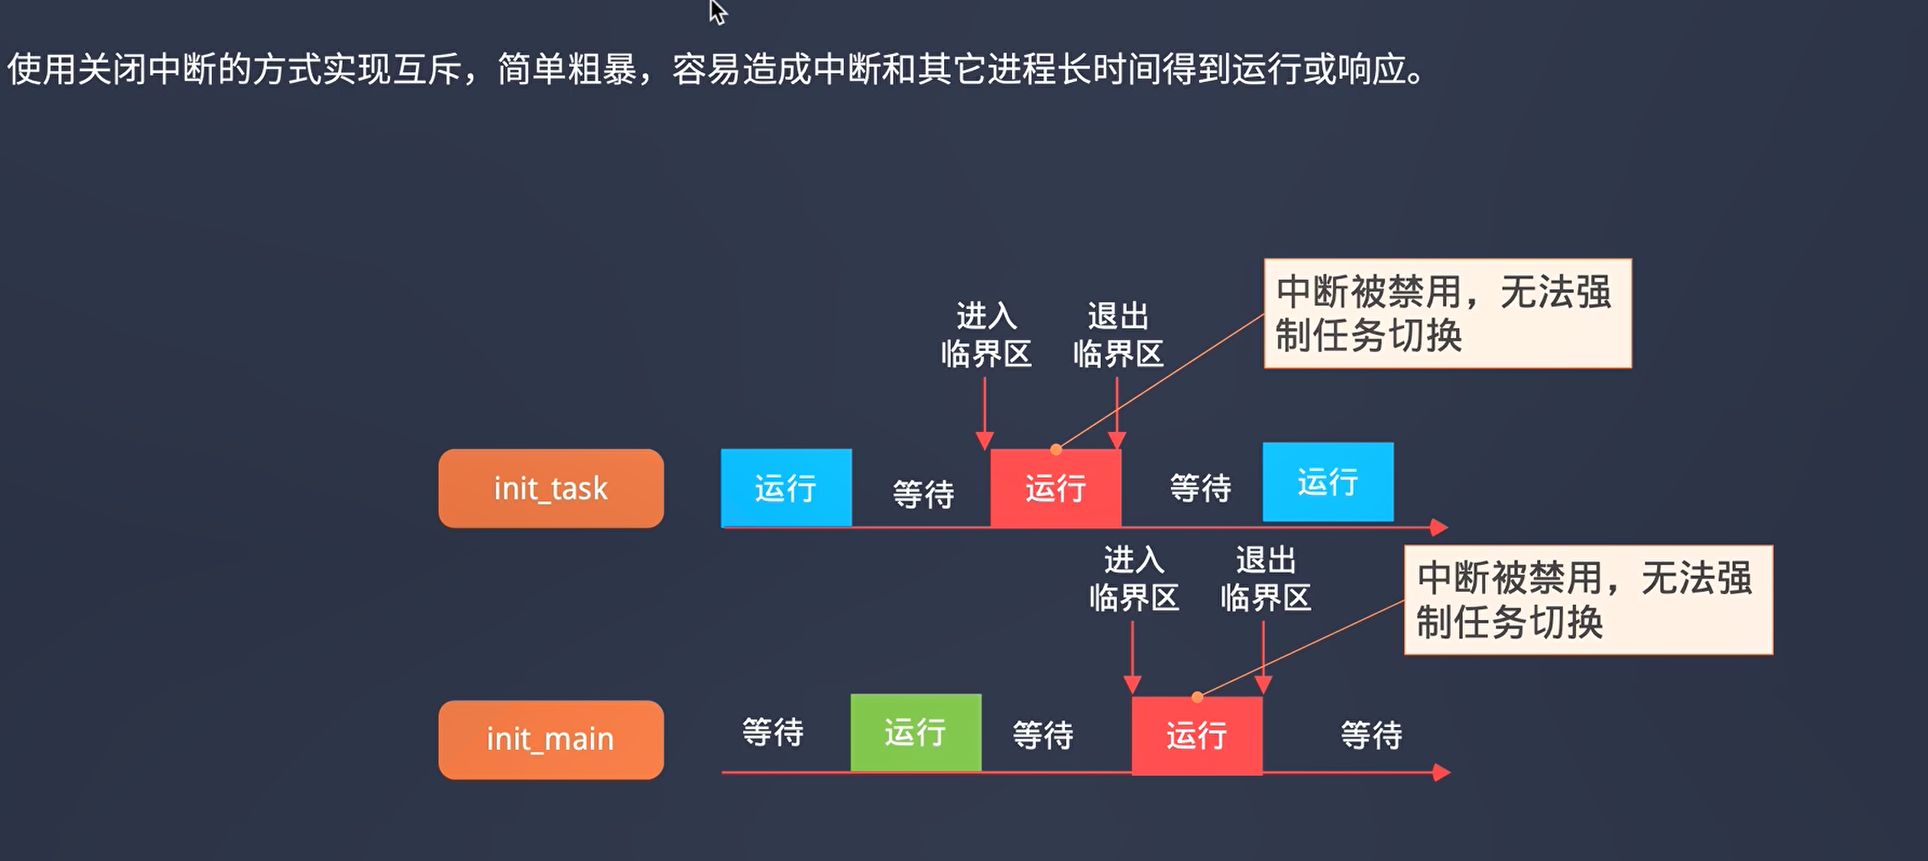 使用关闭中断的方式实现互斥，简单粗暴，容易造成中断和其它进程长时间得到运行或响应。
进入
临界区
退出
临界区
中断被禁用，无法强
制任务切换
init_task
运行
等待
运行
等待
运行
进入
临界区
退出
临界区
中断被禁用，无法强
制任务切换
init_main
等待
运行
等待
运行
等待